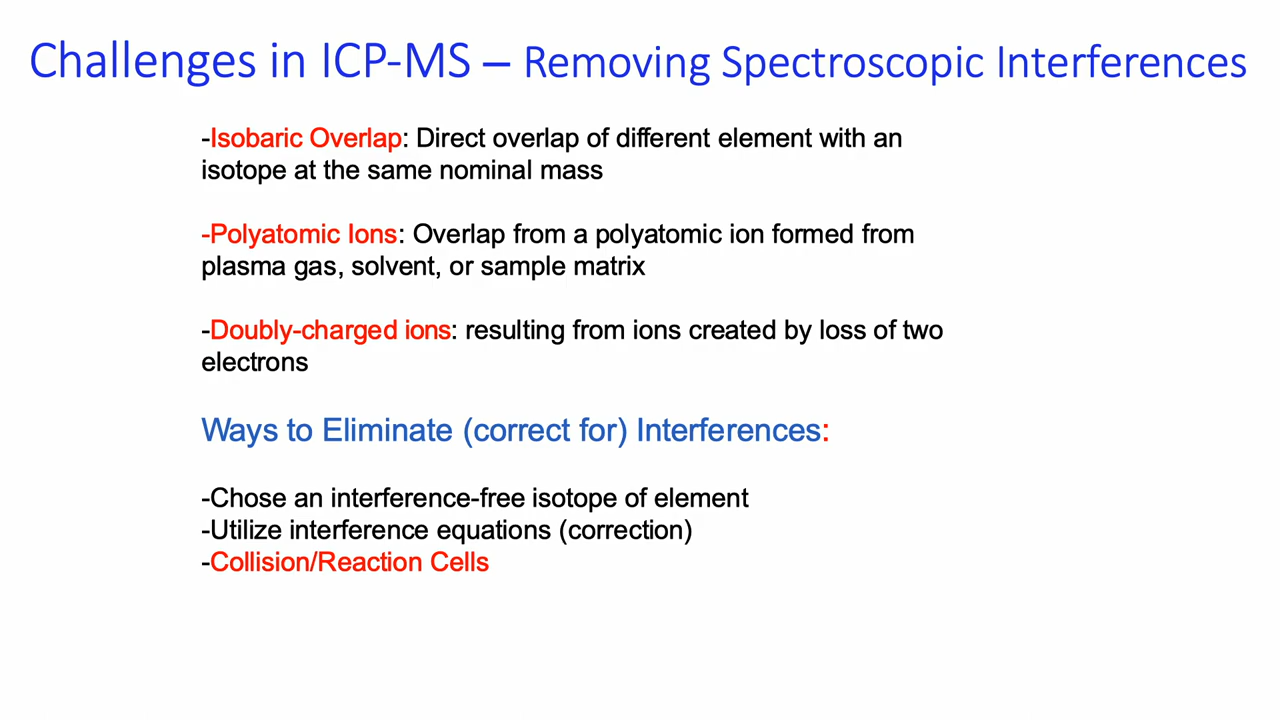 Challenges in ICP-MS – Removing Spectroscopic Interferences
-Isobaric Overlap: Direct overlap of different element with an
isotope at the same nominal mass
-Polyatomic Ions: Overlap from a polyatomic ion formed from
plasma gas, solvent, or sample matrix
-Doubly-charged ions: resulting from ions created by loss of two
electrons
Ways to Eliminate (correct for) Interferences:
-Chose an interference-free isotope of element
-Utilize interference equations (correction)
-Collision/Reaction Cells